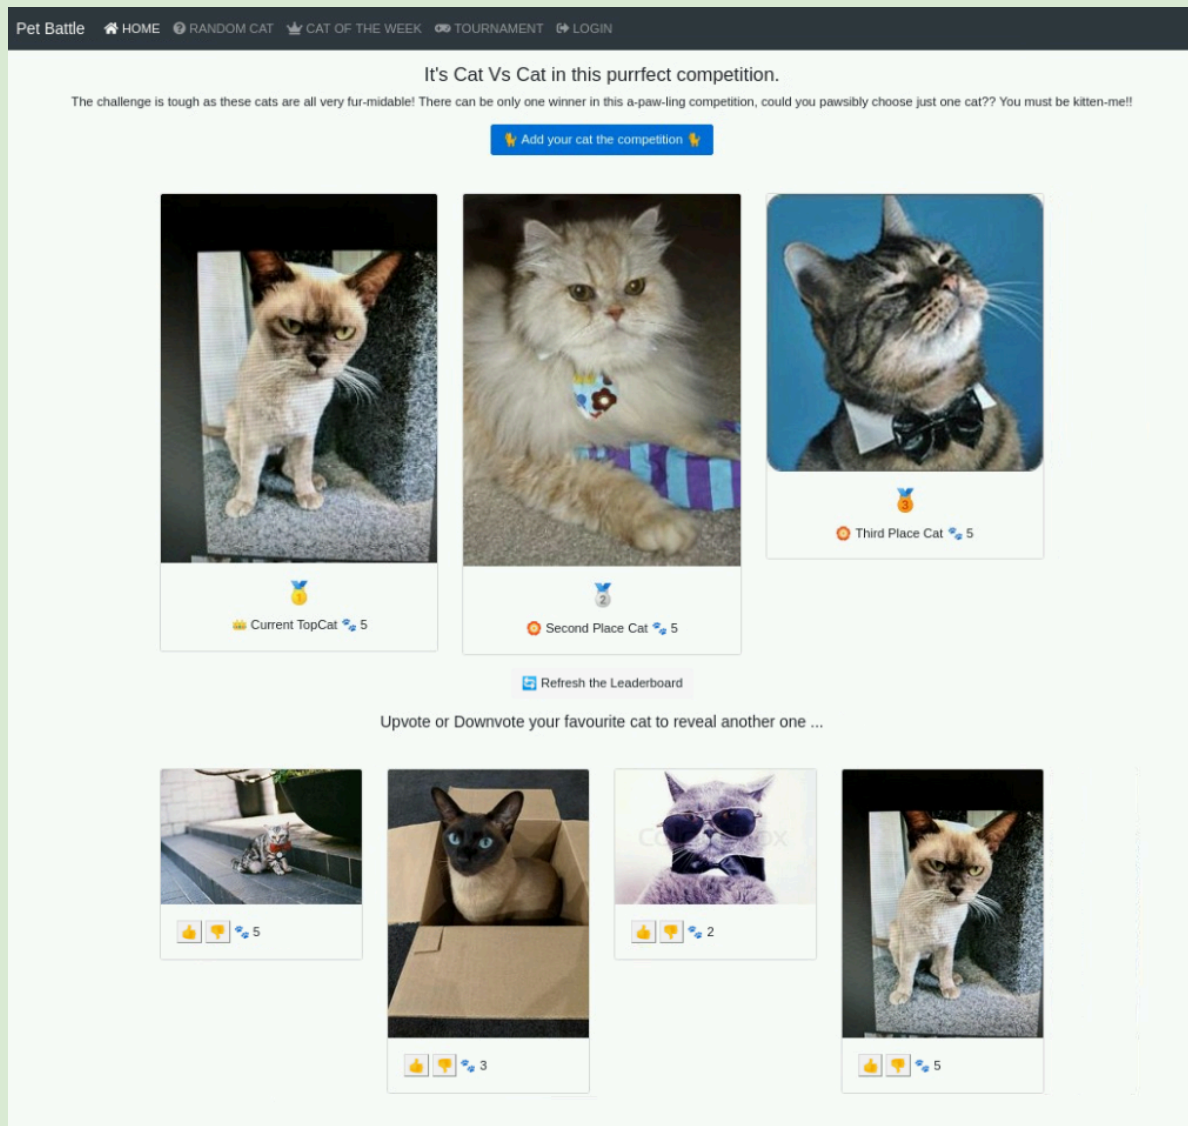 Pet Battle HOME RANDOM CAT CAT OF THE WEEK TOURNAMENT LOGIN
It's Cat Vs Cat in this purrfect competition.
The challenge is tough as these cats are all very fur-midable! There can be only one winner in this a-paw-ling competition, could you pawsibly choose just one cat?? You must be kitten-me!!
Add your cat the competition
1
2
3
Current TopCat 5
Second Place Cat 5
Third Place Cat 5
Refresh the Leaderboard
Upvote or Downvote your favourite cat to reveal another one ...
5
3
2
5